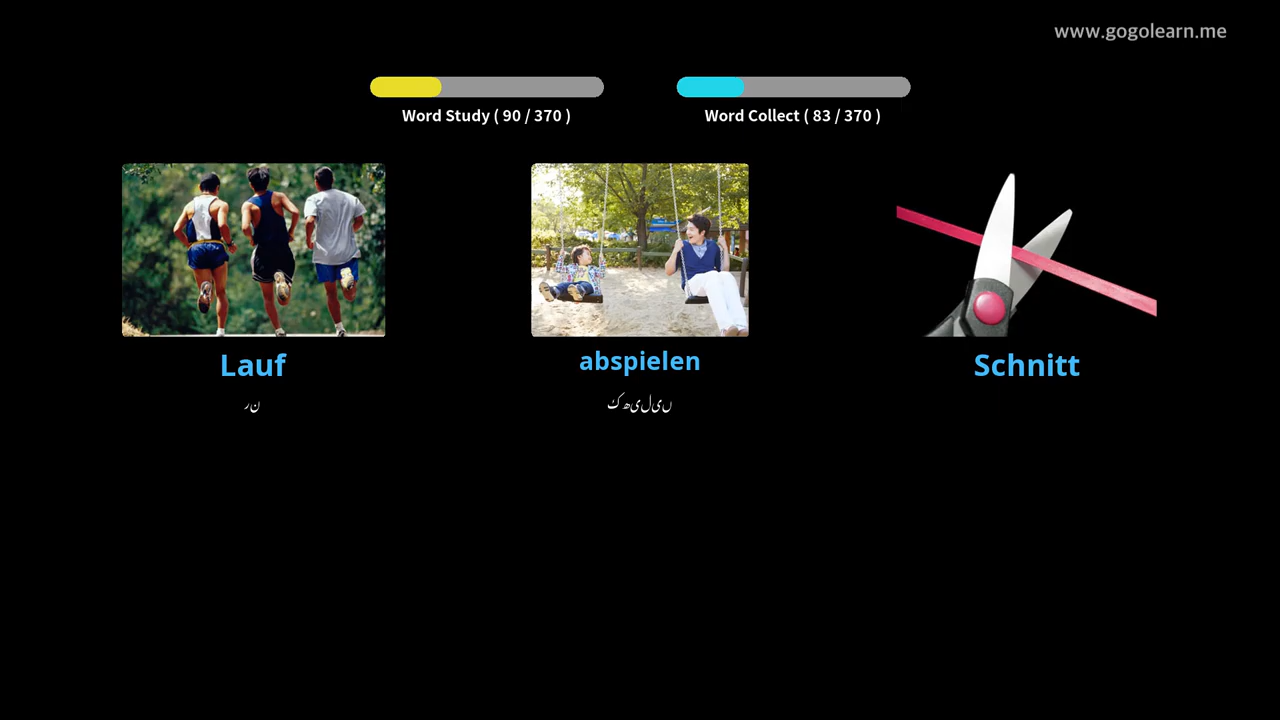 www.gogolearn.me
Word Study ( 90 / 370 )
Word Collect ( 83 / 370 )
Lauf
abspielen
Schnitt
رن
کھیلیں